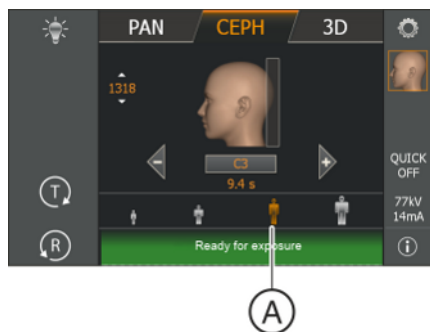 PAN CEPH 3D
1318
C3
9.4 s
QUICK
OFF
77kV
14mA
T
R
Ready for exposure
A